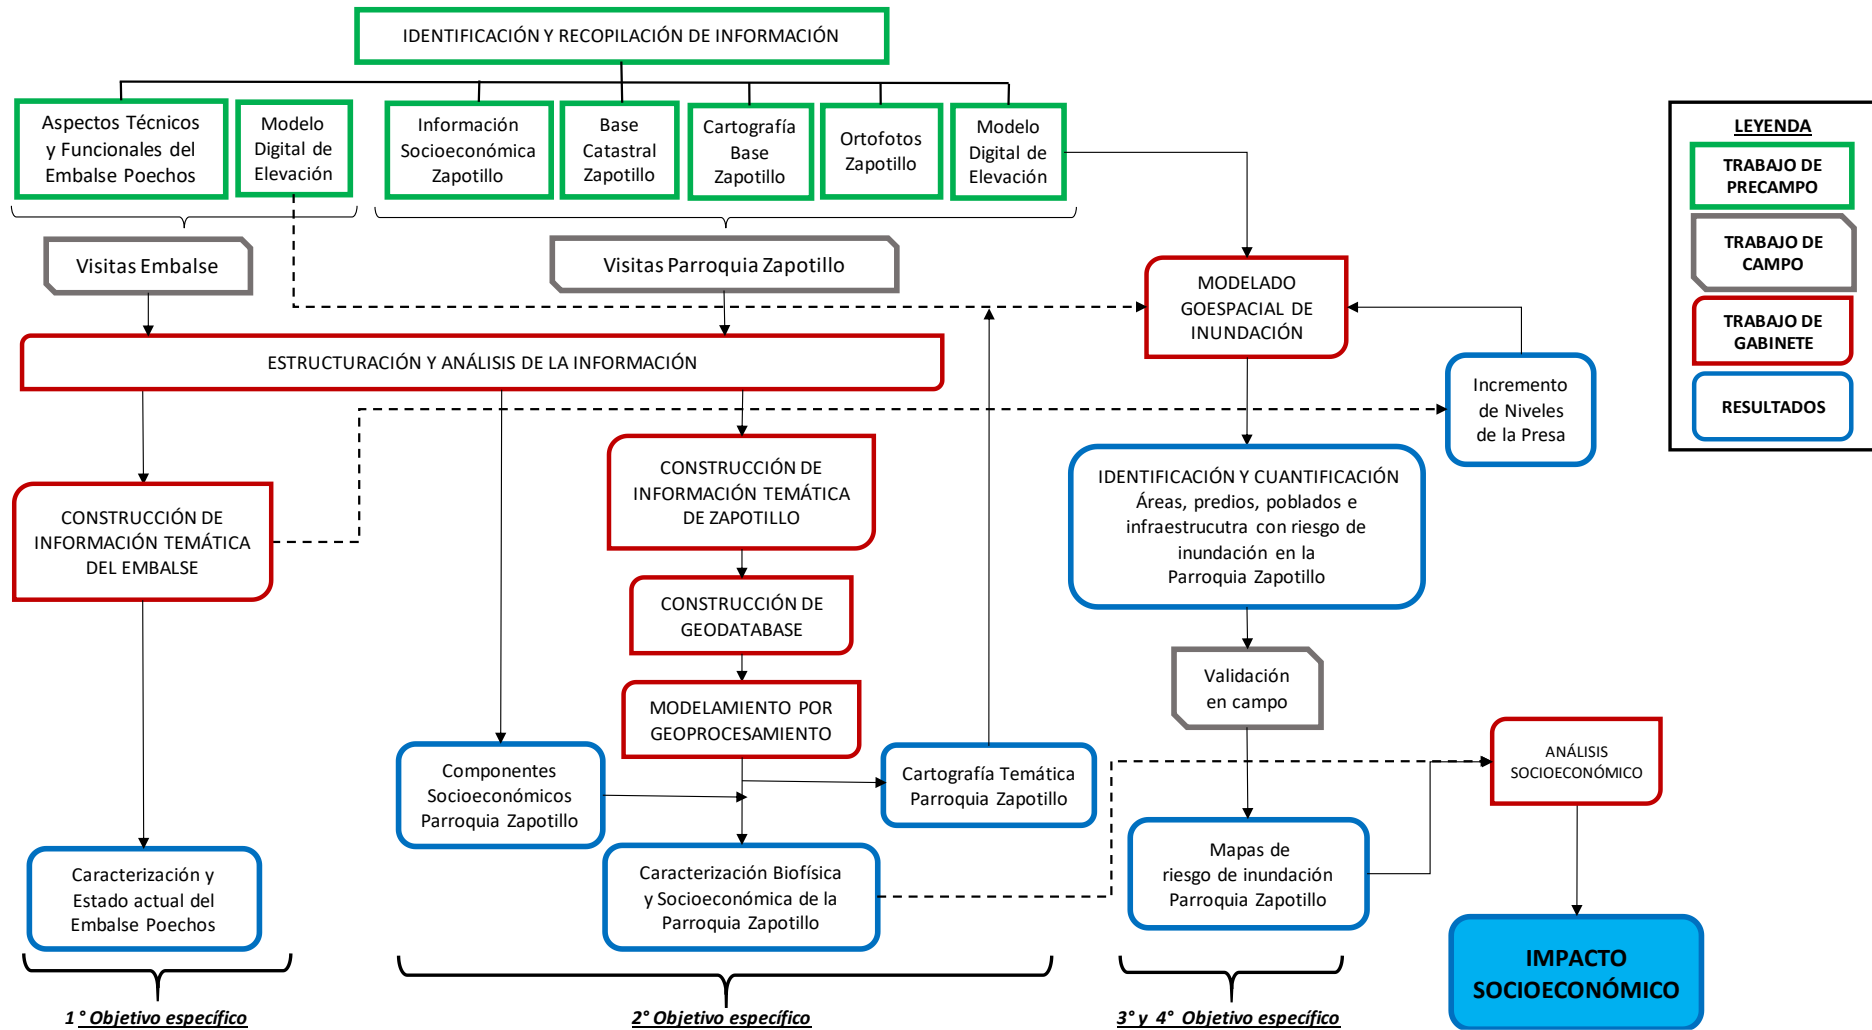 IDENTIFICACIÓN Y RECOPILACIÓN DE INFORMACIÓN
Aspectos Técnicos
y Funcionales del
Embalse Poechos
Modelo
Digital de
Elevación
Información
Socioeconómica
Zapotillo
Base
Catastral
Zapotillo
Cartografía
Base
Zapotillo
Ortofotos
Zapotillo
Modelo
Digital de
Elevación
LEYENDA
TRABAJO DE
PRECAMPO
TRABAJO DE
CAMPO
TRABAJO DE
GABINETE
RESULTADOS
Visitas Embalse
Visitas Parroquia Zapotillo
MODELADO
GOESPACIAL DE
INUNDACIÓN
ESTRUCTURACIÓN Y ANÁLISIS DE LA INFORMACIÓN
Incremento
de Niveles
de la Presa
CONSTRUCCIÓN DE
INFORMACIÓN TEMÁTICA
DEL EMBALSE
CONSTRUCCIÓN DE
INFORMACIÓN TEMÁTICA
DE ZAPOTILLO
IDENTIFICACIÓN Y CUANTIFICACIÓN
Áreas, predios, poblados e
infraestrucutra con riesgo de
inundación en la
Parroquia Zapotillo
CONSTRUCCIÓN DE
GEODATABASE
Validación
en campo
MODELAMIENTO POR
GEOPROCESAMIENTO
Componentes
Socioeconómicos
Parroquia Zapotillo
Cartografía Temática
Parroquia Zapotillo
ANÁLISIS
SOCIOECONÓMICO
Caracterización y
Estado actual del
Embalse Poechos
Caracterización Biofísica
y Socioeconómica de la
Parroquia Zapotillo
Mapas de
riesgo de inundación
Parroquia Zapotillo
IMPACTO
SOCIOECONÓMICO
1° Objetivo específico
2° Objetivo específico
3° y 4° Objetivo específico